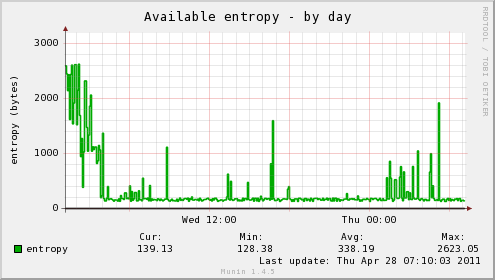 Available entropy - by day
RRDTOOL / TOBI OETIKER
entropy (bytes)
3000
2000
1000
0
Wed 12:00 Thu 00:00
Cur: Min: Avg: Max:
entropy 139.13 128.38 338.19 2623.05
Last update: Thu Apr 28 07:10:03 2011
Munin 1.4.5